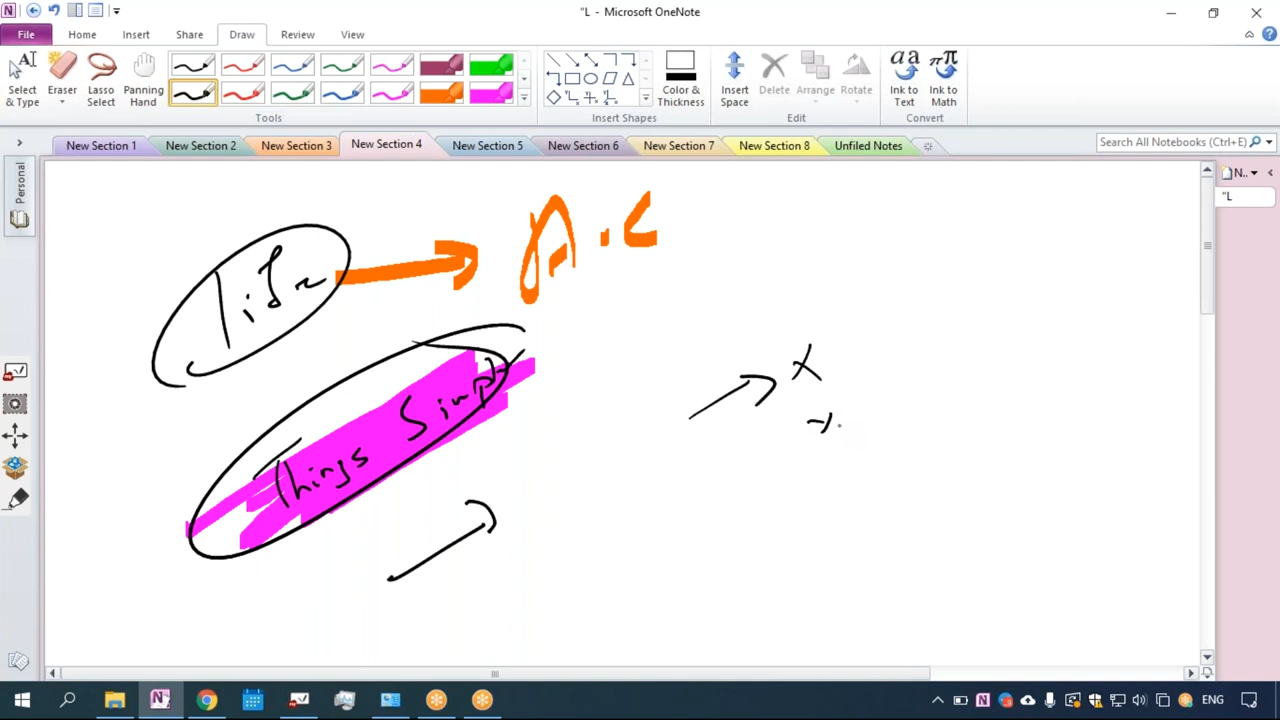 "L - Microsoft OneNote
File Home Insert Share Draw Review View
Select & Type
Eraser
Lasso Select
Panning Hand
Color & Thickness
Insert Space
Delete
Arrange
Rotate
Ink to Text
Ink to Math
Tools Insert Shapes Edit Convert
New Section 1 New Section 2 New Section 3 New Section 4 New Section 5 New Section 6 New Section 7 New Section 8 Unfiled Notes
Search All Notebooks (Ctrl+E)
N..
Personal
"L
A.
Things Simple
X
ENG